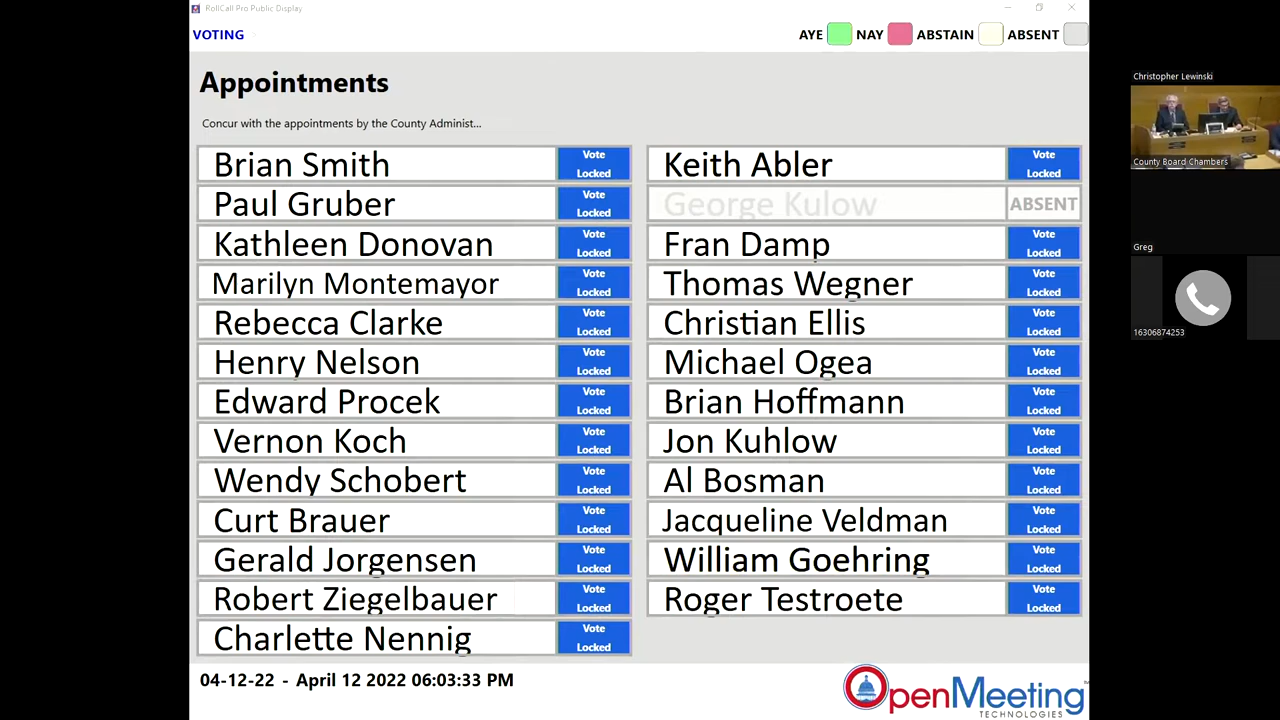 RollCall Pro Public Display
VOTING
AYE NAY ABSTAIN ABSENT
Appointments
Concur with the appointments by the County Administ...
Brian Smith Vote Locked
Paul Gruber Vote Locked
Kathleen Donovan Vote Locked
Marilyn Montemayor Vote Locked
Rebecca Clarke Vote Locked
Henry Nelson Vote Locked
Edward Procek Vote Locked
Vernon Koch Vote Locked
Wendy Schobert Vote Locked
Curt Brauer Vote Locked
Gerald Jorgensen Vote Locked
Robert Ziegelbauer Vote Locked
Charlette Nennig Vote Locked
Keith Abler Vote Locked
George Kulow ABSENT
Fran Damp Vote Locked
Thomas Wegner Vote Locked
Christian Ellis Vote Locked
Michael Ogea Vote Locked
Brian Hoffmann Vote Locked
Jon Kuhlow Vote Locked
Al Bosman Vote Locked
Jacqueline Veldman Vote Locked
William Goehring Vote Locked
Roger Testroete Vote Locked
04-12-22 - April 12 2022 06:03:33 PM
OpenMeeting
TECHNOLOGIES
Christopher Lewinski
County Board Chambers
Greg
16306874253